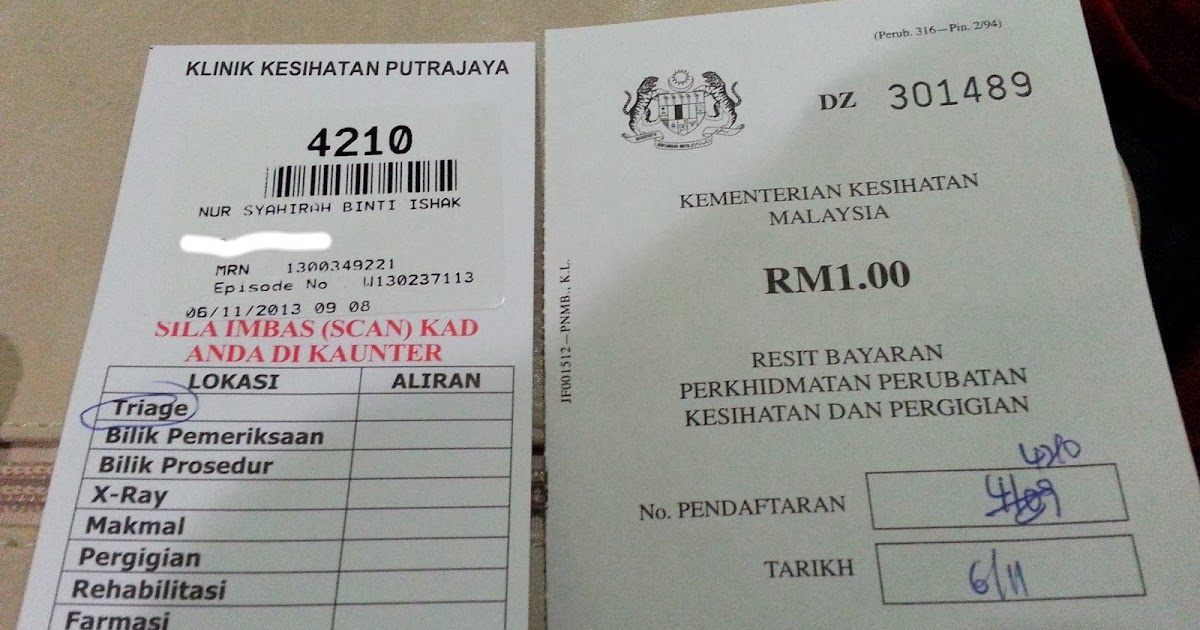 KLINIK KESIHATAN PUTRAJAYA
4210
NUR SYAHIRAH BINTI ISHAK
MRN 1300349221
Episode No W130237113
06/11/2013 09 08
SILA IMBAS (SCAN) KAD
ANDA DI KAUNTER
LOKASI ALIRAN
Triage
Bilik Pemeriksaan
Bilik Prosedur
X-Ray
Makmal
Pergigian
Rehabilitasi
Farmasi
(Perub. 316—Pin. 2/94)
DZ 301489
KEMENTERIAN KESIHATAN
MALAYSIA
RM1.00
RESIT BAYARAN
PERKHIDMATAN PERUBATAN
KESIHATAN DAN PERGIGIAN
4210
No. PENDAFTARAN
TARIKH 6/11
JF001512—PNMB., K.L.